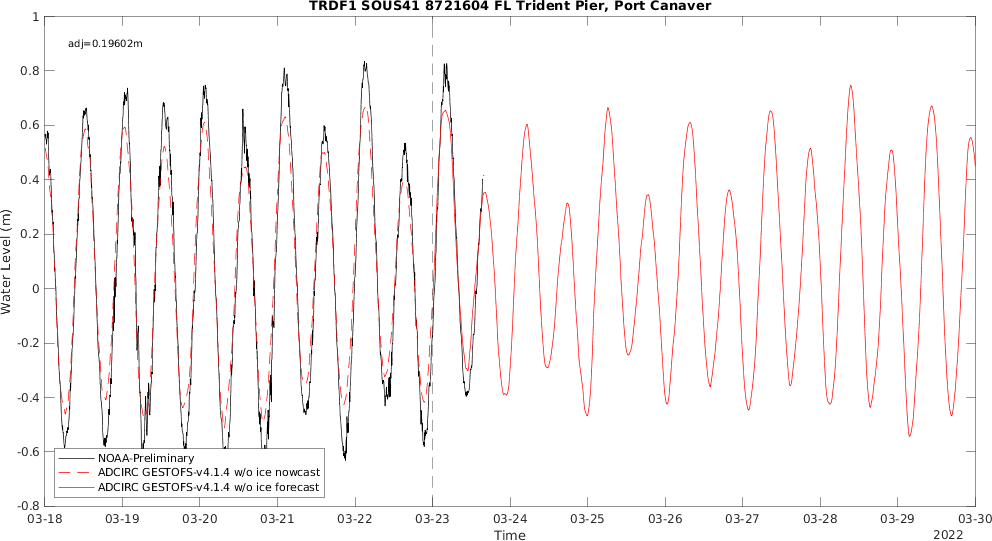 TRDF1 SOUS41 8721604 FL Trident Pier, Port Canaver
adj=0.19602m
Water Level (m)
1
0.8
0.6
0.4
0.2
0
-0.2
-0.4
-0.6
-0.8
NOAA-Preliminary
ADCIRC GESTOFS-v4.1.4 w/o ice nowcast
ADCIRC GESTOFS-v4.1.4 w/o ice forecast
03-18 03-19 03-20 03-21 03-22 03-23 03-24 03-25 03-26 03-27 03-28 03-29 03-30
Time
2022